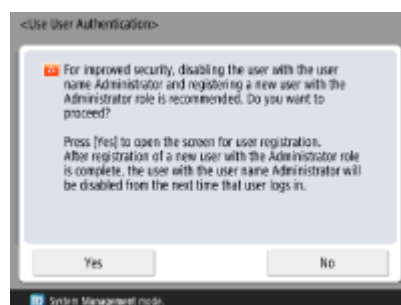 <Use User Authentication>
For improved security, disabling the user with the user
name Administrator and registering a new user with the
Administrator role is recommended. Do you want to
proceed?
Press [Yes] to open the screen for user registration.
After registration of a new user with the Administrator role
is complete, the user with the user name Administrator will
be disabled from the next time that user logs in.
Yes
No
System Management mode.